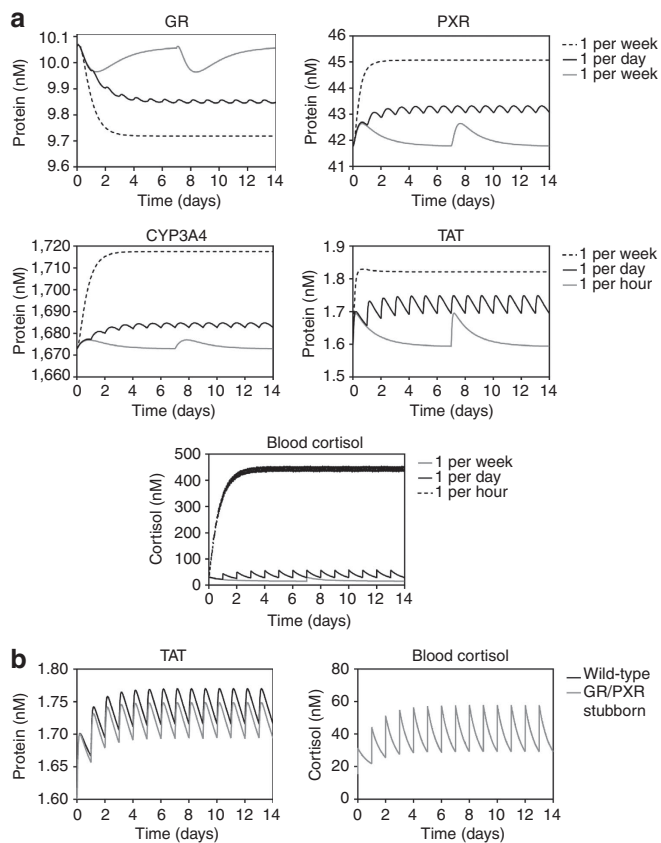 a
GR
10.1
10.0
9.9
9.8
9.7
9.6
Protein (nM)
0 2 4 6 8 10 12 14
Time (days)
PXR
46
45
44
43
42
41
Protein (nM)
0 2 4 6 8 10 12 14
Time (days)
1 per week
1 per day
1 per week
CYP3A4
1,720
1,710
1,700
1,690
1,680
1,670
1,660
Protein (nM)
0 2 4 6 8 10 12 14
Time (days)
TAT
1.9
1.8
1.7
1.6
1.5
Protein (nM)
0 2 4 6 8 10 12 14
Time (days)
1 per week
1 per day
1 per hour
Blood cortisol
500
400
300
200
100
0
Cortisol (nM)
0 2 4 6 8 10 12 14
Time (days)
1 per week
1 per day
1 per hour
b
TAT
1.80
1.75
1.70
1.65
1.60
Protein (nM)
0 2 4 6 8 10 12 14
Time (days)
Blood cortisol
80
60
40
20
0
Cortisol (nM)
0 2 4 6 8 10 12 14
Time (days)
Wild-type
GR/PXR
stubborn